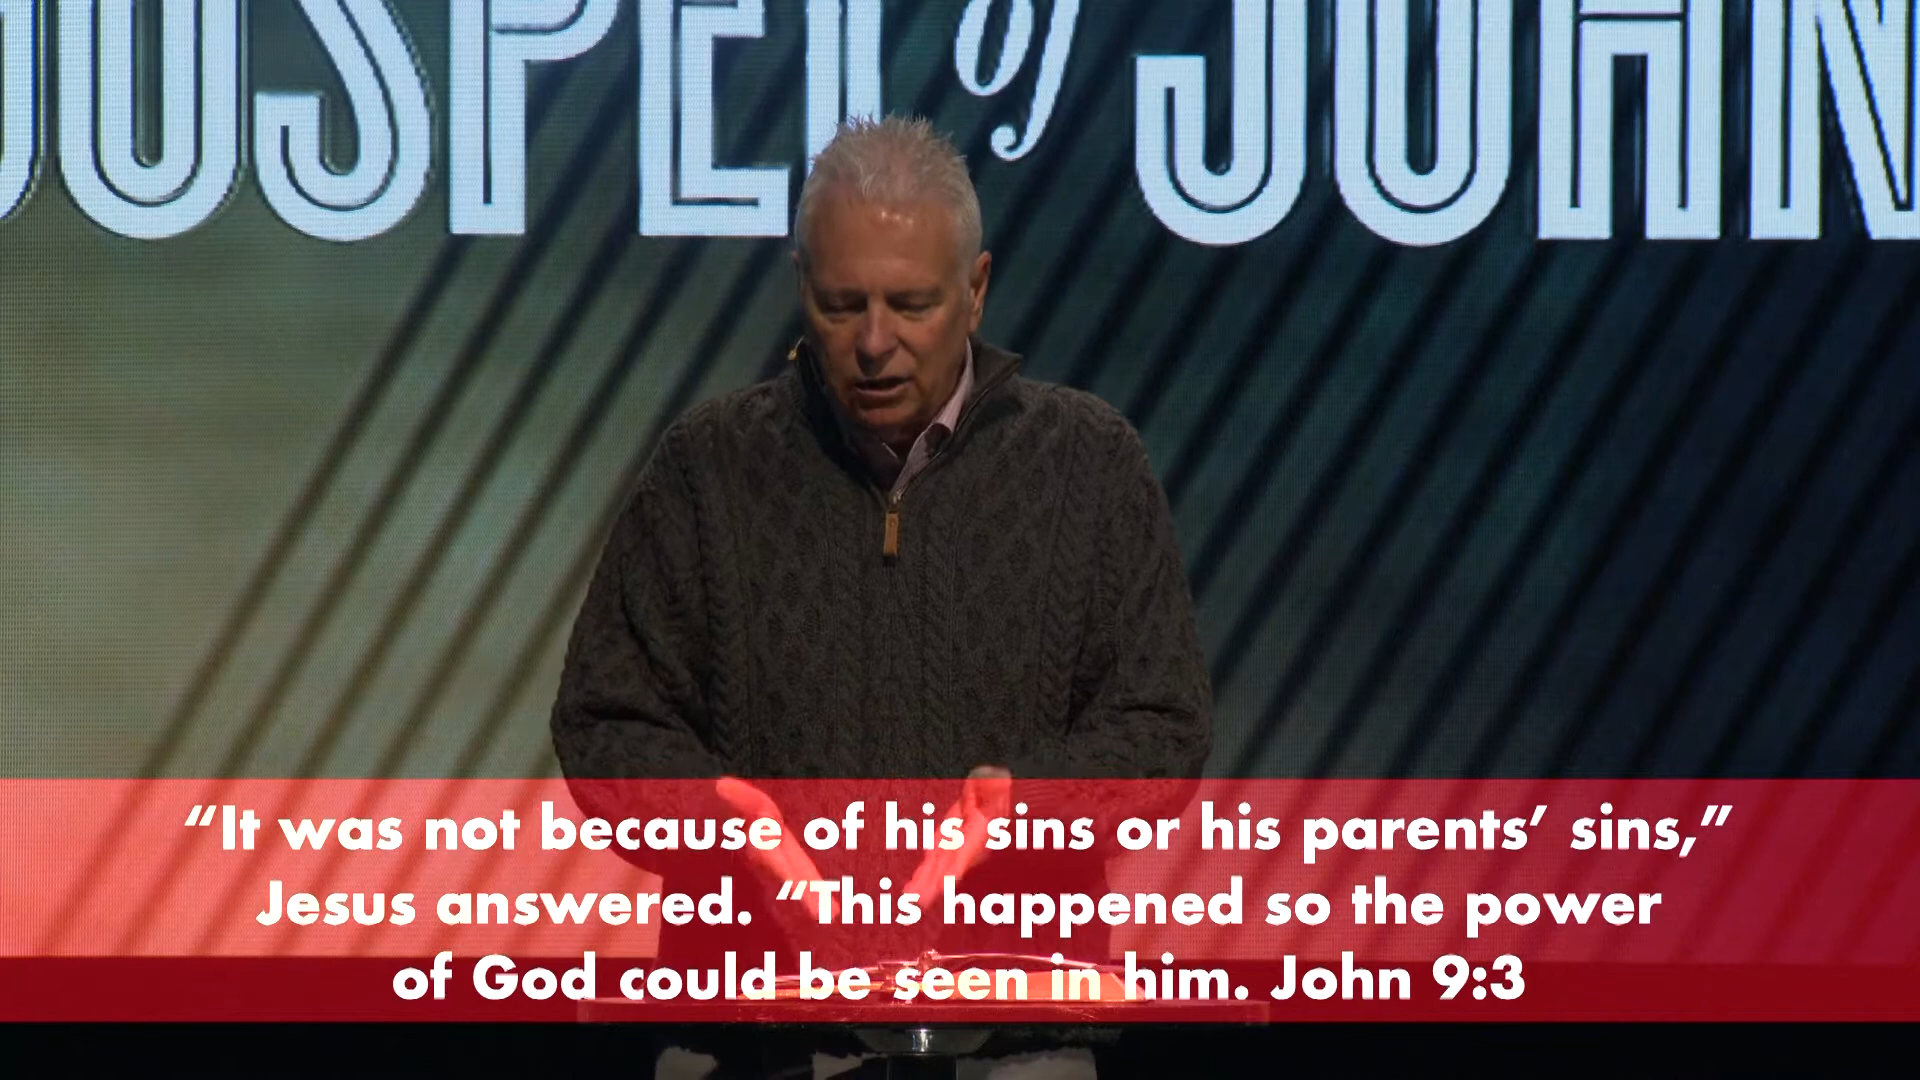 GOSPEL of JOHN
“It was not because of his sins or his parents’ sins,”
Jesus answered. “This happened so the power
of God could be seen in him. John 9:3